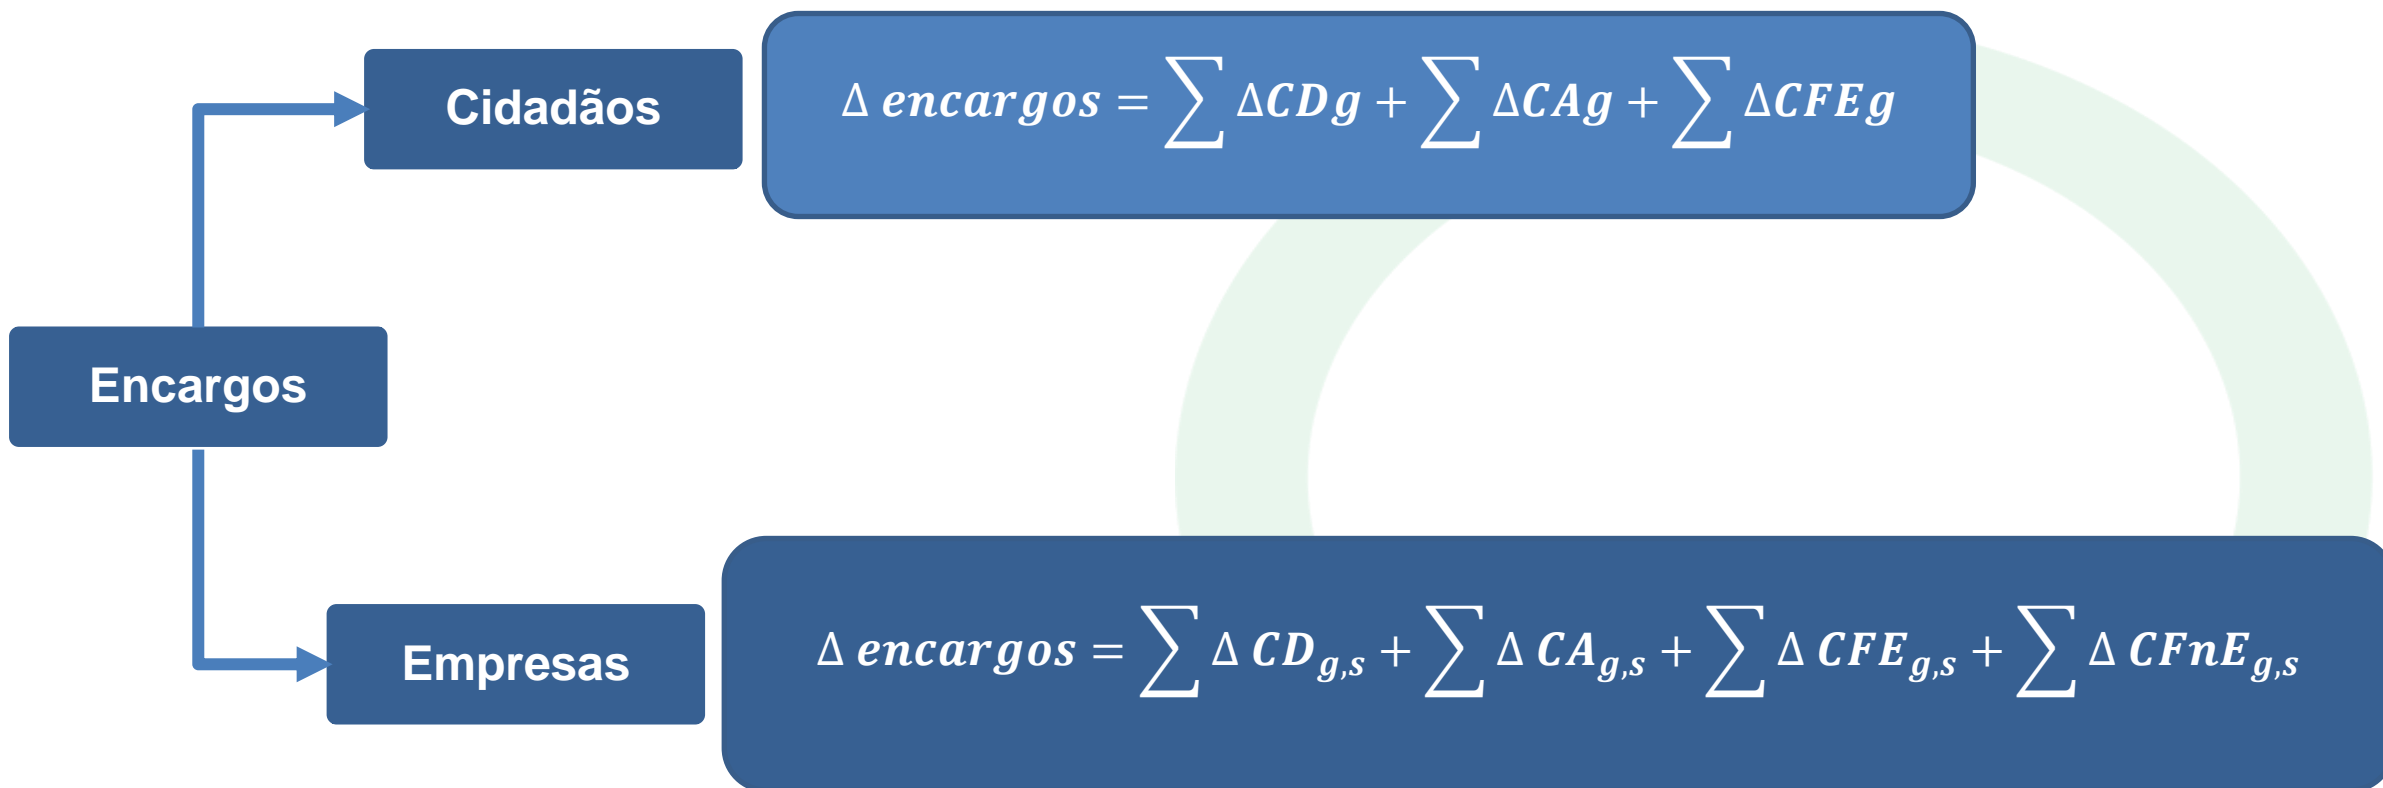 Cidadãos
Δ encargos = ∑ ΔCDg + ∑ ΔCAg + ∑ ΔCFEg
Encargos
Empresas
Δ encargos = ∑ Δ CD_{g,s} + ∑ Δ CA_{g,s} + ∑ Δ CFE_{g,s} + ∑ Δ CFnE_{g,s}